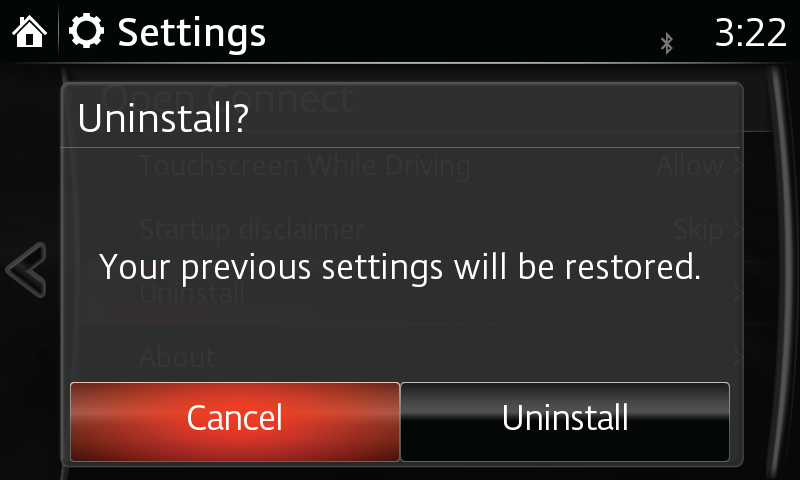 Settings
3:22
Open Connect
Uninstall?
Touchscreen While Driving
Allow >
Startup disclaimer
Skip >
Your previous settings will be restored.
Uninstall >
About >
Cancel
Uninstall